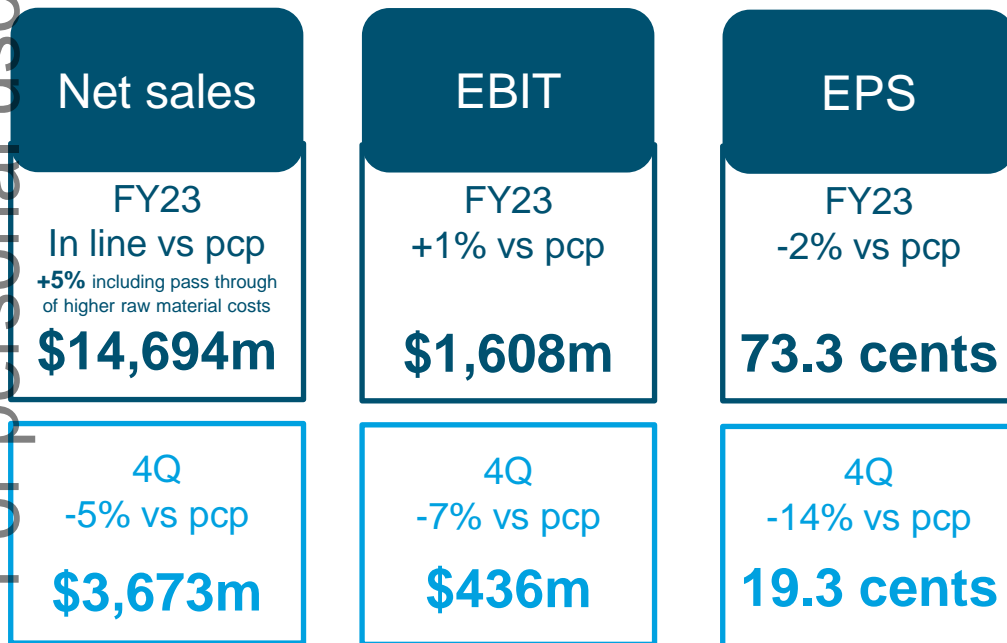 Net sales
FY23
In line vs pcp
+5% including pass through
of higher raw material costs
$14,694m
4Q
-5% vs pcp
$3,673m
EBIT
FY23
+1% vs pcp
$1,608m
4Q
-7% vs pcp
$436m
EPS
FY23
-2% vs pcp
73.3 cents
4Q
-14% vs pcp
19.3 cents
personal